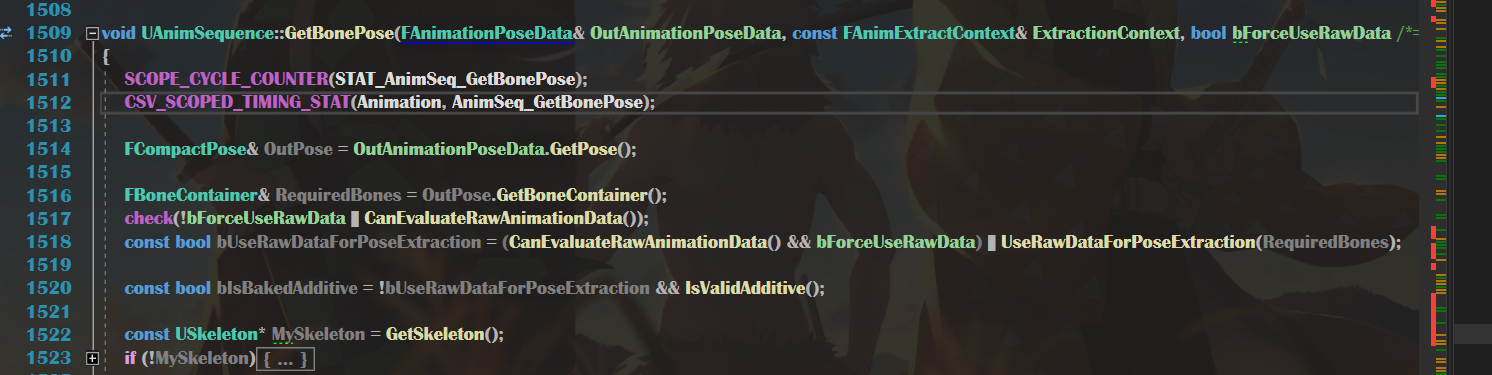 1508
1509 void UAnimSequence::GetBonePose(FAnimationPoseData& OutAnimationPoseData, const FAnimExtractContext& ExtractionContext, bool bForceUseRawData /*=
1510 {
1511 SCOPE_CYCLE_COUNTER(STAT_AnimSeq_GetBonePose);
1512 CSV_SCOPED_TIMING_STAT(Animation, AnimSeq_GetBonePose);
1513
1514 FCompactPose& OutPose = OutAnimationPoseData.GetPose();
1515
1516 FBoneContainer& RequiredBones = OutPose.GetBoneContainer();
1517 check(!bForceUseRawData || CanEvaluateRawAnimationData());
1518 const bool bUseRawDataForPoseExtraction = (CanEvaluateRawAnimationData() && bForceUseRawData) || UseRawDataForPoseExtraction(RequiredBones);
1519
1520 const bool bIsBakedAdditive = !bUseRawDataForPoseExtraction && IsValidAdditive();
1521
1522 const USkeleton* MySkeleton = GetSkeleton();
1523 if (!MySkeleton) { ... }